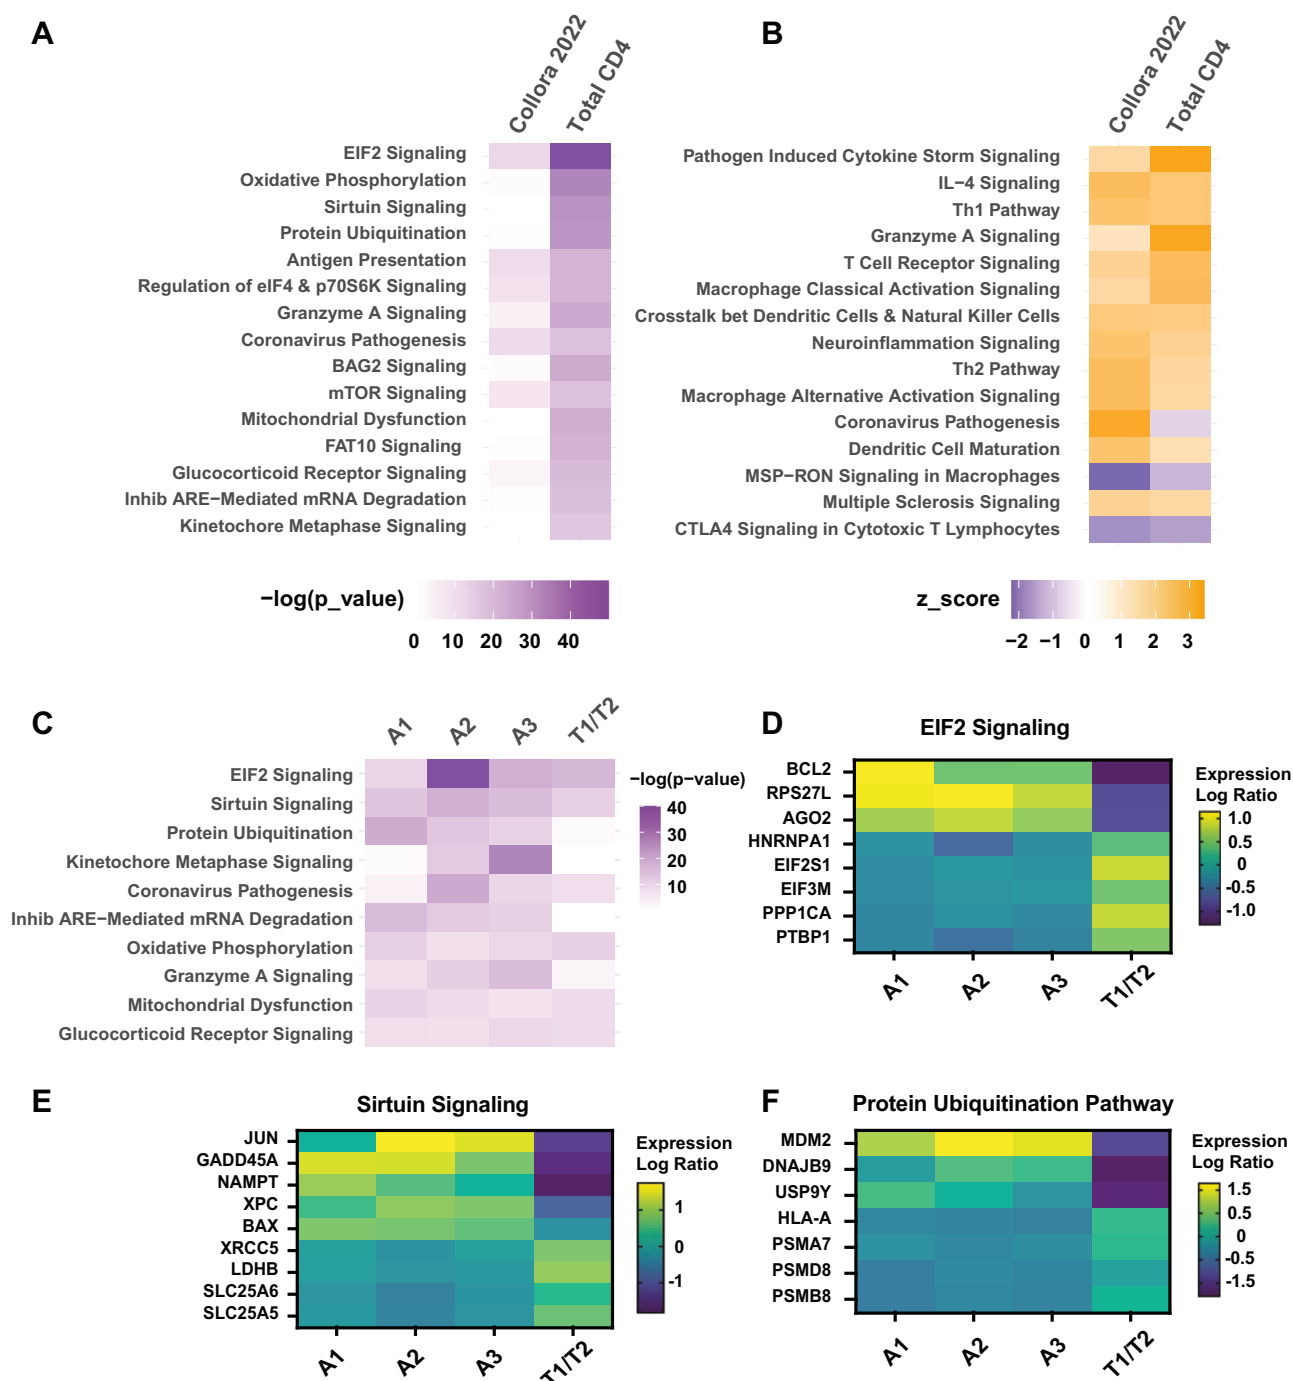 A
Collora 2022
Total CD4
EIF2 Signaling
Oxidative Phosphorylation
Sirtuin Signaling
Protein Ubiquitination
Antigen Presentation
Regulation of eIF4 & p70S6K Signaling
Granzyme A Signaling
Coronavirus Pathogenesis
BAG2 Signaling
mTOR Signaling
Mitochondrial Dysfunction
FAT10 Signaling
Glucocorticoid Receptor Signaling
Inhib ARE−Mediated mRNA Degradation
Kinetochore Metaphase Signaling
−log(p_value)
0 10 20 30 40
B
Collora 2022
Total CD4
Pathogen Induced Cytokine Storm Signaling
IL−4 Signaling
Th1 Pathway
Granzyme A Signaling
T Cell Receptor Signaling
Macrophage Classical Activation Signaling
Crosstalk bet Dendritic Cells & Natural Killer Cells
Neuroinflammation Signaling
Th2 Pathway
Macrophage Alternative Activation Signaling
Coronavirus Pathogenesis
Dendritic Cell Maturation
MSP−RON Signaling in Macrophages
Multiple Sclerosis Signaling
CTLA4 Signaling in Cytotoxic T Lymphocytes
z_score
−2 −1 0 1 2 3
C
A1 A2 A3 T1/T2
EIF2 Signaling
Sirtuin Signaling
Protein Ubiquitination
Kinetochore Metaphase Signaling
Coronavirus Pathogenesis
Inhib ARE−Mediated mRNA Degradation
Oxidative Phosphorylation
Granzyme A Signaling
Mitochondrial Dysfunction
Glucocorticoid Receptor Signaling
−log(p−value)
40
30
20
10
D
EIF2 Signaling
BCL2
RPS27L
AGO2
HNRNPA1
EIF2S1
EIF3M
PPP1CA
PTBP1
A1 A2 A3 T1/T2
Expression
Log Ratio
1.0
0.5
0
-0.5
-1.0
E
Sirtuin Signaling
JUN
GADD45A
NAMPT
XPC
BAX
XRCC5
LDHB
SLC25A6
SLC25A5
A1 A2 A3 T1/T2
Expression
Log Ratio
1
0
-1
F
Protein Ubiquitination Pathway
MDM2
DNAJB9
USP9Y
HLA-A
PSMA7
PSMD8
PSMB8
A1 A2 A3 T1/T2
Expression
Log Ratio
1.5
0.5
-0.5
-1.5